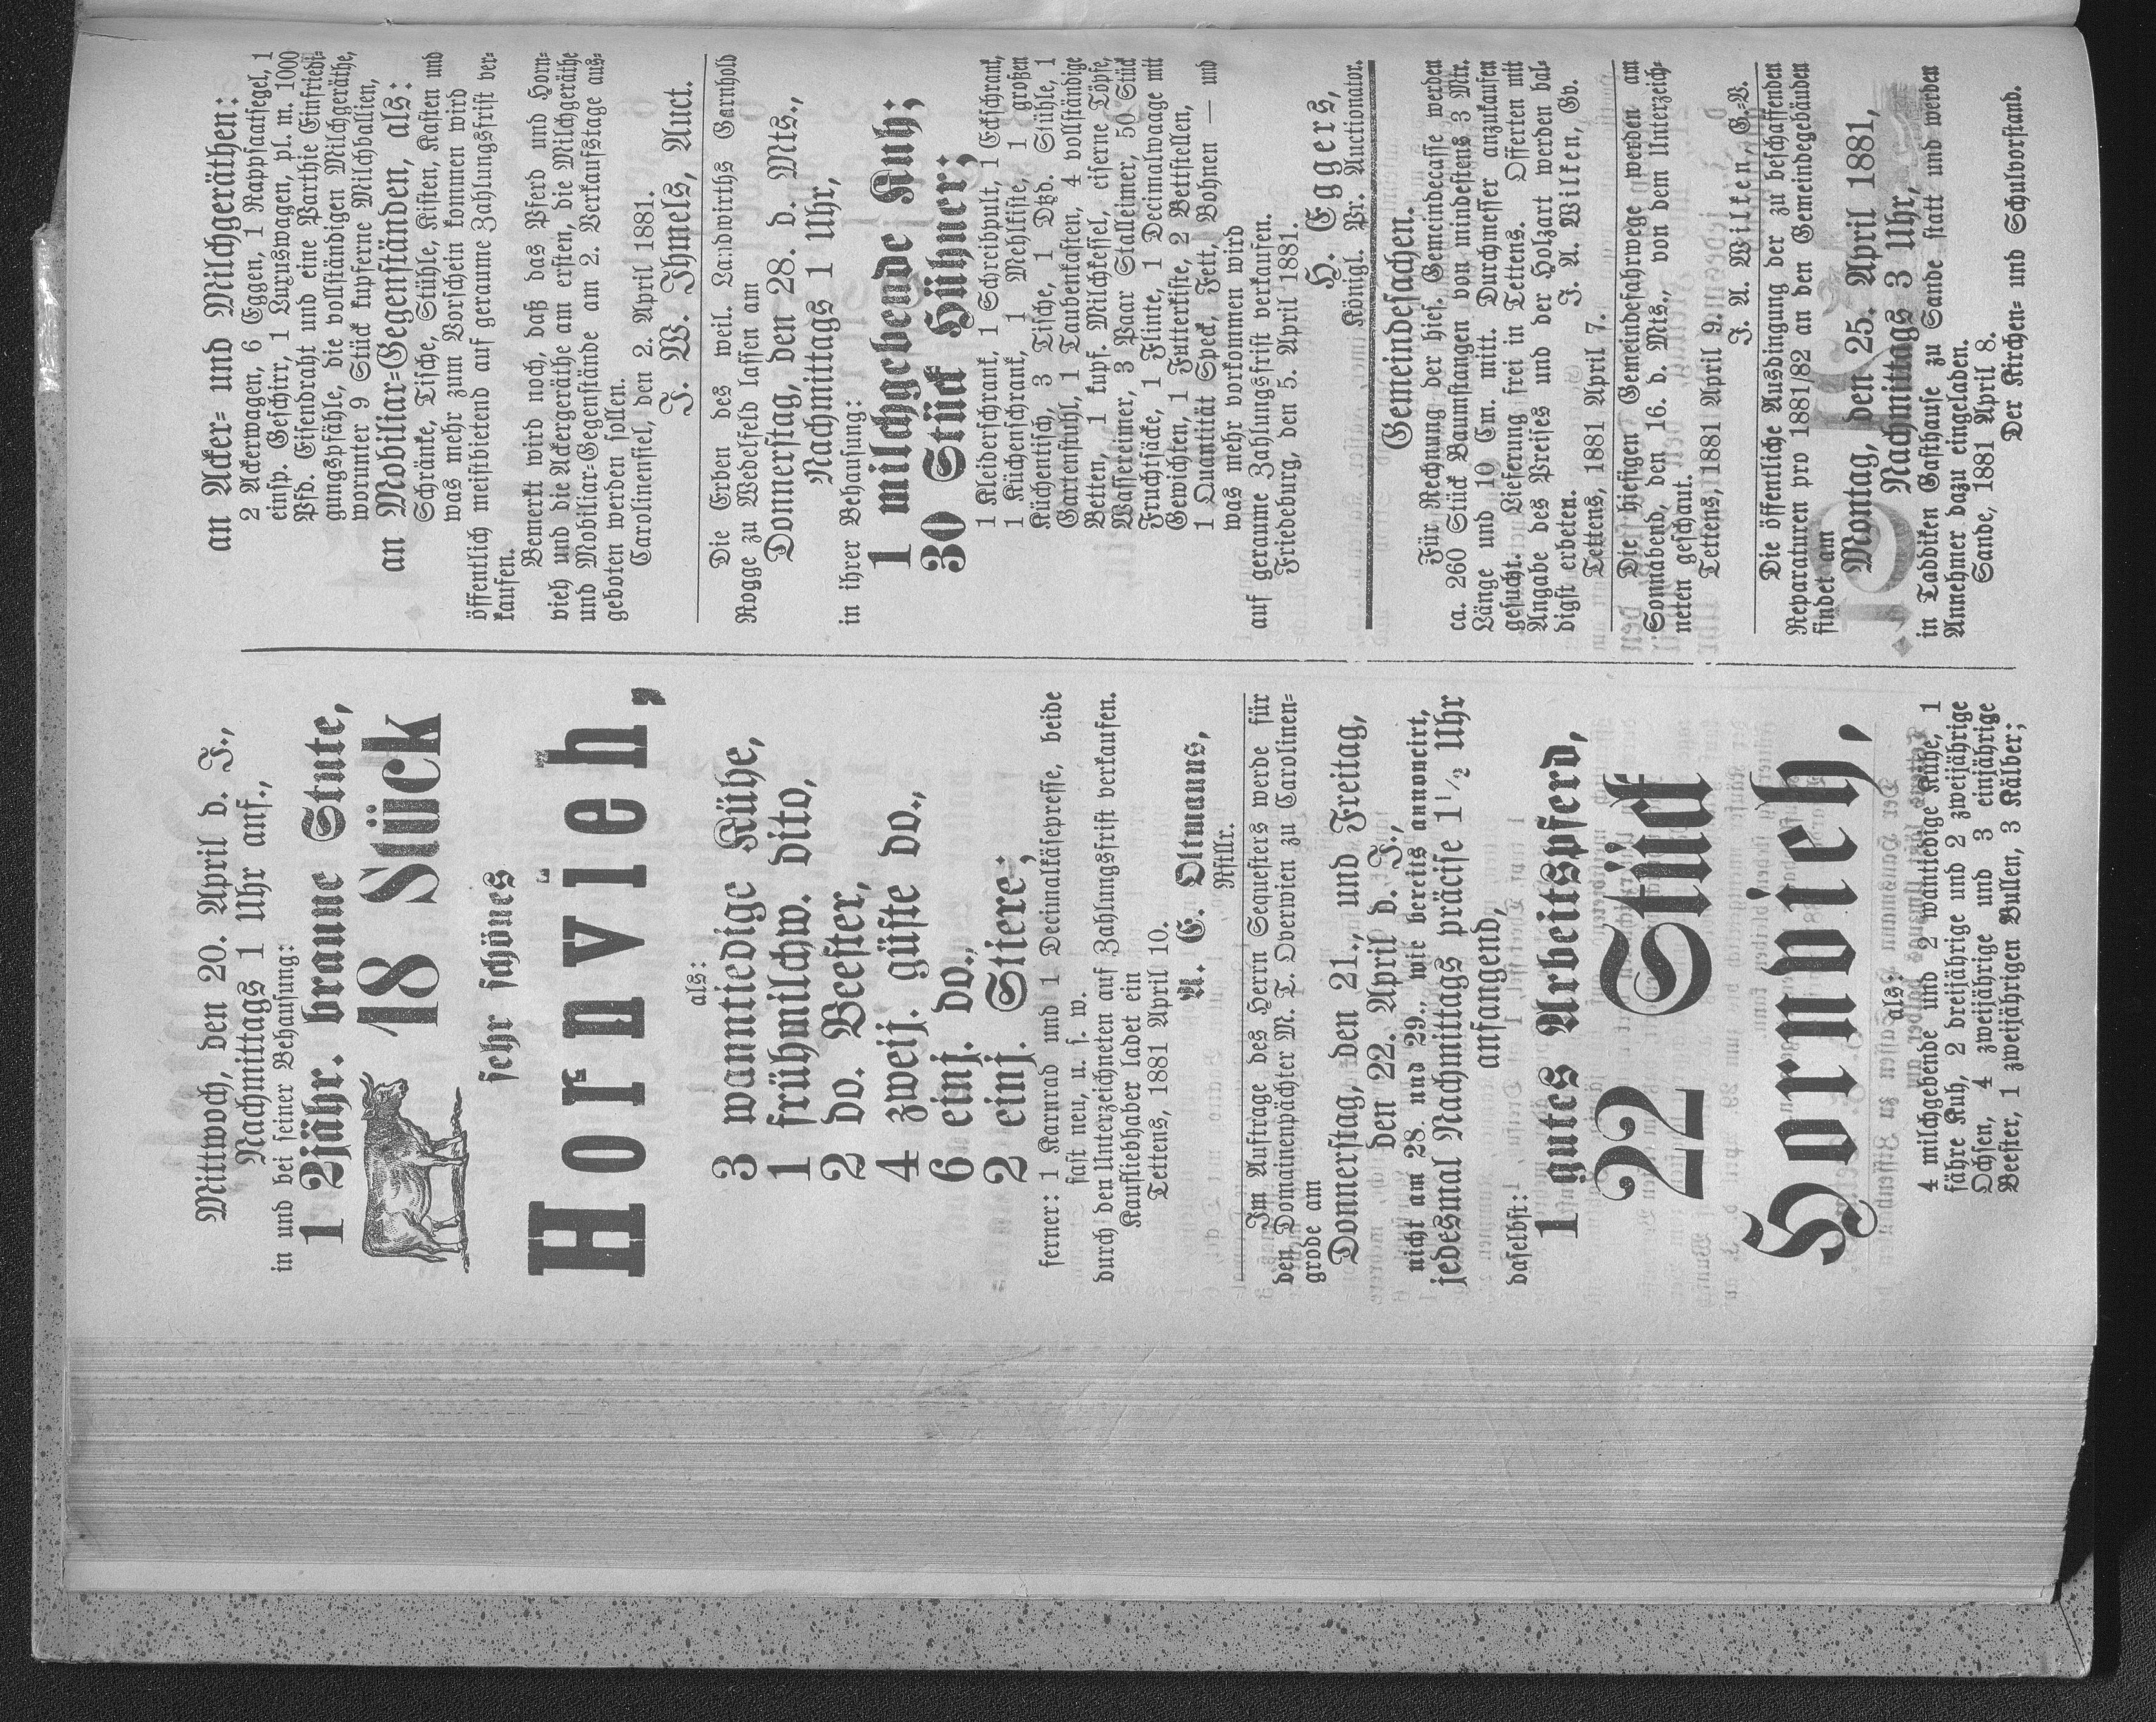 Mittwoch, den 20. April d. J.,
Nachmittags 1 Uhr anf.,
in und bei seiner Behausung:
1 2jähr. braune Stute,
18 Stück
sehr schönes
Hornvieh,
als:
3 wanntiedige Kühe,
1 frühmilchw. dito,
2 do. Beester,
4 zweij. güste do.,
6 einj. do.,
2 einj. Stiere;
ferner: 1 Karnrad und 1 Decimalkäsepresse, beide
fast neu, u. s. w.
durch den Unterzeichneten auf Zahlungsfrist verkaufen.
Kaufliebhaber ladet ein
Tettens, 1881 April 10.
A. E. Oltmanns,
Rstllr.
Im Auftrage des Herrn Sequesters werde für
den Domainenpächter M. T. Overwien zu Carolinen-
grode am
Donnerstag, den 21., und Freitag,
den 22. April d. J.,
nicht am 28. und 29., wie bereits annoncirt,
jedesmal Nachmittags präcise 1 1/2 Uhr
anfangend,
daselbst:
1 gutes Arbeitspferd,
22 Stück
Hornvieh,
als:
4 milchgebende und 2 wantiedige Kühe, 1
fähre Kuh, 2 dreijährige und 2 zweijährige
Ochsen, 4 zweijährige und 3 einjährige
Beester, 1 zweijährigen Bullen, 3 Kälber;
an Acker- und Milchgeräthen:
2 Ackerwagen, 6 Eggen, 1 Rappsaatsegel, 1
einsp. Geschirr, 1 Luxuswagen, pl. m. 1000
Pfd. Eisendraht und eine Parthie Einfriedi-
gungspfähle, die vollständigen Milchgeräthe,
worunter 9 Stück kupferne Milchballien,
an Mobiliar-Gegenständen, als:
Schränke, Tische, Stühle, Kisten, Kasten und
was mehr zum Vorschein kommen wird
öffentlich meistbietend auf geraume Zahlungsfrist ver-
kaufen.
Bemerkt wird noch, daß das Pferd und Horn-
vieh und die Ackergeräthe am ersten, die Milchgeräthe
und Mobiliar-Gegenstände am 2. Verkaufstage auf-
geboten werden sollen.
Carolinensiel, den 2. April 1881.
J. W. Ihmels, Auct.
Die Erben des weil. Landwirths Garnhold
Rogge zu Wedelfeld lassen am
Donnerstag, den 28. d. Mts.,
Nachmittags 1 Uhr,
in ihrer Behausung:
1 milchgebende Kuh;
30 Stück Hühner;
1 Kleiderschrank, 1 Schreibpult, 1 Eckschrank,
1 Küchenschrank, 1 Mehlkiste, 1 großen
Küchentisch, 3 Tische, 1 Dtzd. Stühle, 1
Gartenstuhl, 1 Taubenkasten, 4 vollständige
Betten, 1 kupf. Milchkessel, eiserne Töpfe,
Wassereimer, 3 Paar Stalleimer, 50 Stück
Fruchtsäcke, 1 Flinte, 1 Decimalwaage mit
Gewichten, 1 Futterkiste, 2 Bettstellen,
1 Quantität Speck, Fett, Bohnen — und
was mehr vorkommen wird
auf geraume Zahlungsfrist verkaufen.
Friedeburg, den 5. April 1881.
H. Eggers,
Königl. Pr. Auctionator.
Gemeindesachen.
Für Rechnung der hies. Gemeindecasse werden
ca. 260 Stück Baumstangen von mindestens 3 Mtr.
Länge und 10 Cm. mitt. Durchmesser anzukaufen
gesucht. Lieferung frei in Tettens. Offerten mit
Angabe des Preises und der Holzart werden bal-
digst erbeten. J. A. Wilken, Gv.
Tettens, 1881 April 7.
Die hiesigen Gemeindefahrwege werden am
Sonnabend, den 16. d. Mts., von dem Unterzeich-
neten geschaut.
Tettens, 1881 April 9.
J. A. Wilken, G.-V.
Die öffentliche Ausdingung der zu beschaffenden
Reparaturen pro 1881/82 an den Gemeindegebäuden
findet am
Montag, den 25. April 1881,
Nachmittags 3 Uhr,
in Taddiken Gasthause zu Sande statt und werden
Annehmer dazu eingeladen.
Sande, 1881 April 8.
Der Kirchen- und Schulvorstand.